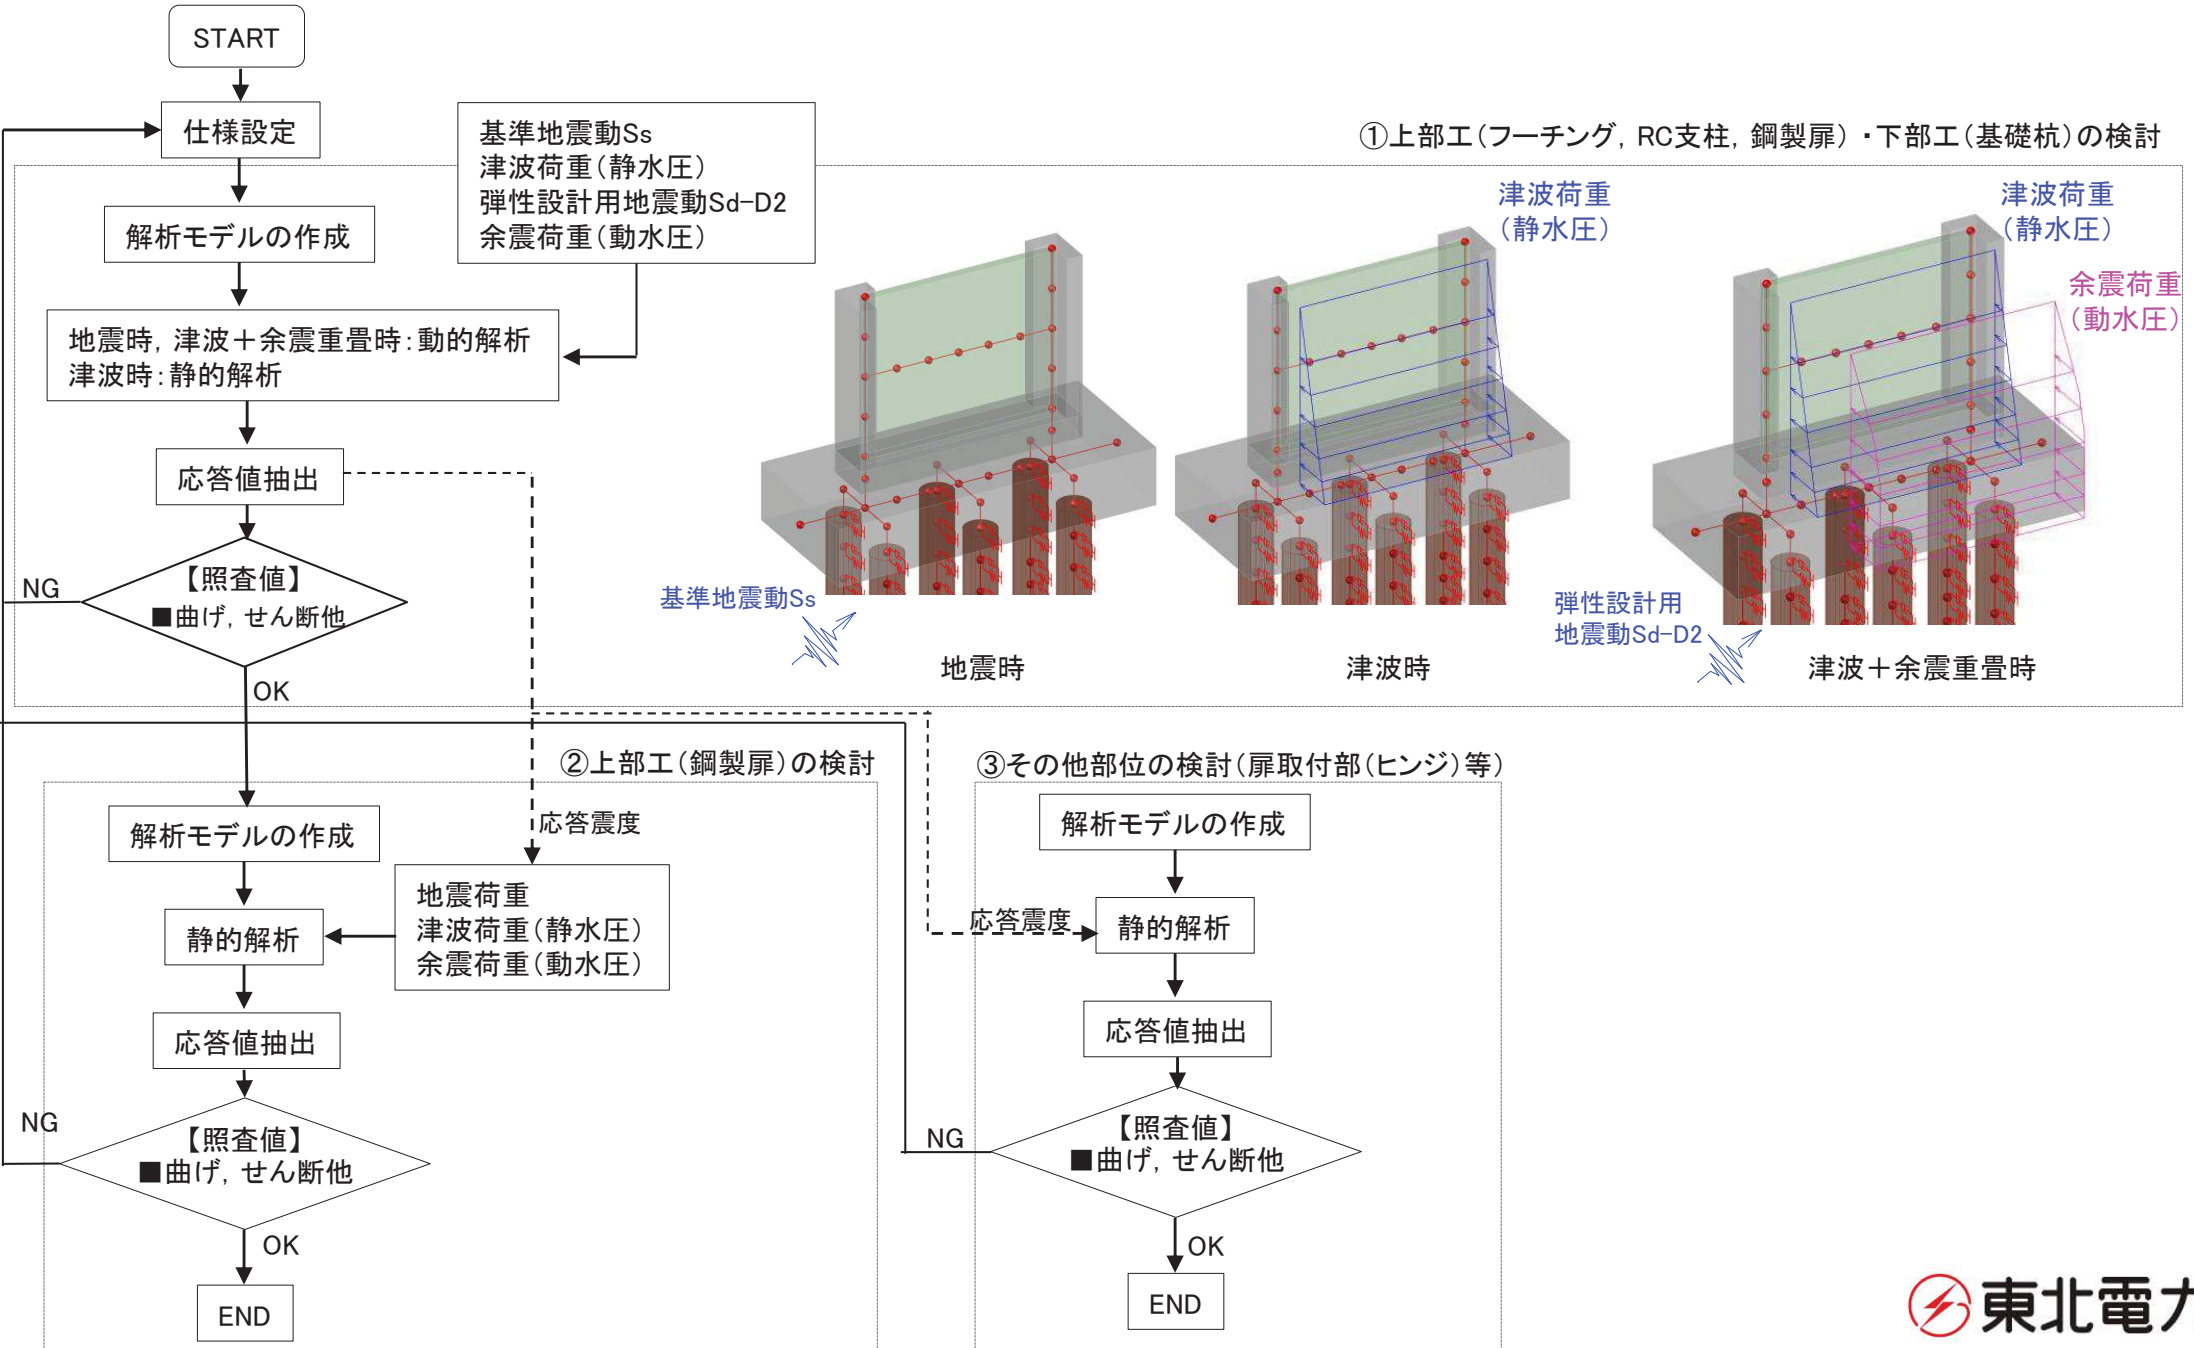 START
仕様設定
解析モデルの作成
基準地震動Ss
津波荷重(静水圧)
弾性設計用地震動Sd-D2
余震荷重(動水圧)
地震時, 津波+余震重畳時:動的解析
津波時:静的解析
応答値抽出
【照査値】
■曲げ, せん断他
NG
OK
①上部工(フーチング, RC支柱, 鋼製扉)・下部工(基礎杭)の検討
基準地震動Ss
地震時
津波荷重
(静水圧)
津波時
津波荷重
(静水圧)
余震荷重
(動水圧)
弾性設計用
地震動Sd-D2
津波+余震重畳時
②上部工(鋼製扉)の検討
解析モデルの作成
応答震度
地震荷重
津波荷重(静水圧)
余震荷重(動水圧)
静的解析
応答値抽出
【照査値】
■曲げ, せん断他
NG
OK
END
③その他部位の検討(扉取付部(ヒンジ)等)
解析モデルの作成
応答震度
静的解析
応答値抽出
【照査値】
■曲げ, せん断他
NG
OK
END
東北電力